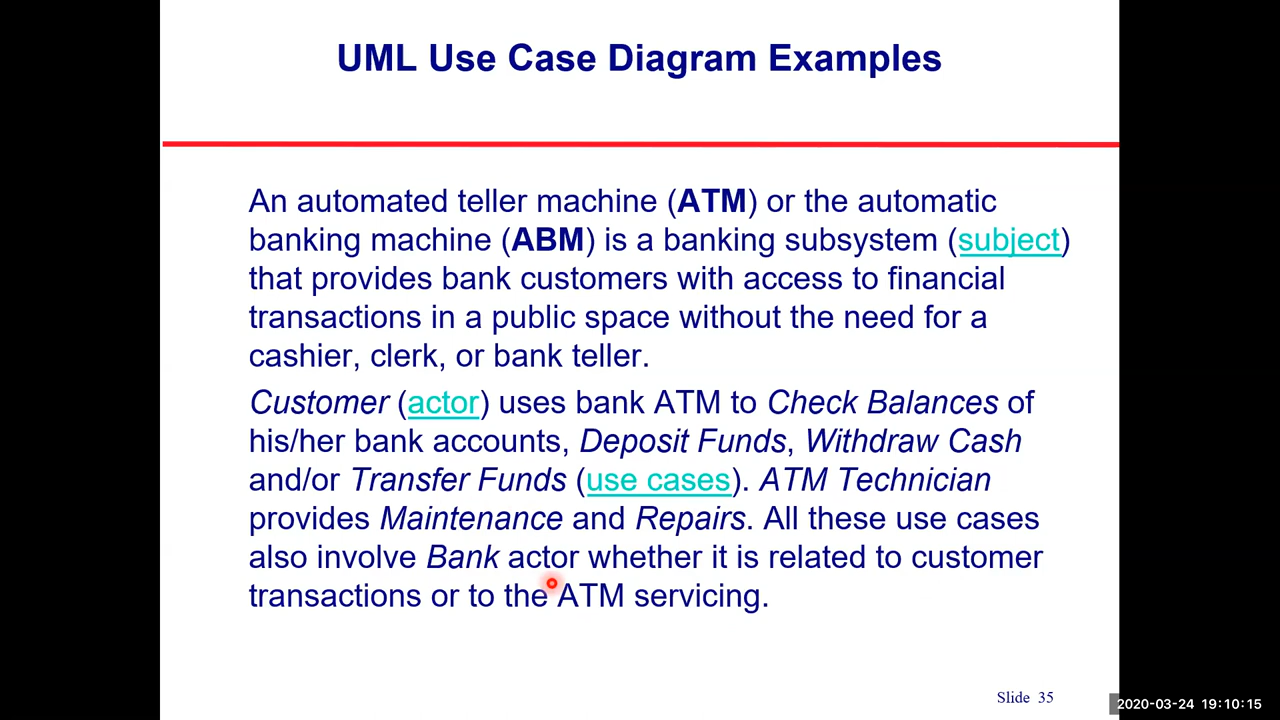 UML Use Case Diagram Examples
An automated teller machine (ATM) or the automatic
banking machine (ABM) is a banking subsystem (subject)
that provides bank customers with access to financial
transactions in a public space without the need for a
cashier, clerk, or bank teller.
Customer (actor) uses bank ATM to Check Balances of
his/her bank accounts, Deposit Funds, Withdraw Cash
and/or Transfer Funds (use cases). ATM Technician
provides Maintenance and Repairs. All these use cases
also involve Bank actor whether it is related to customer
transactions or to the ATM servicing.
Slide 35
2020-03-24 19:10:15